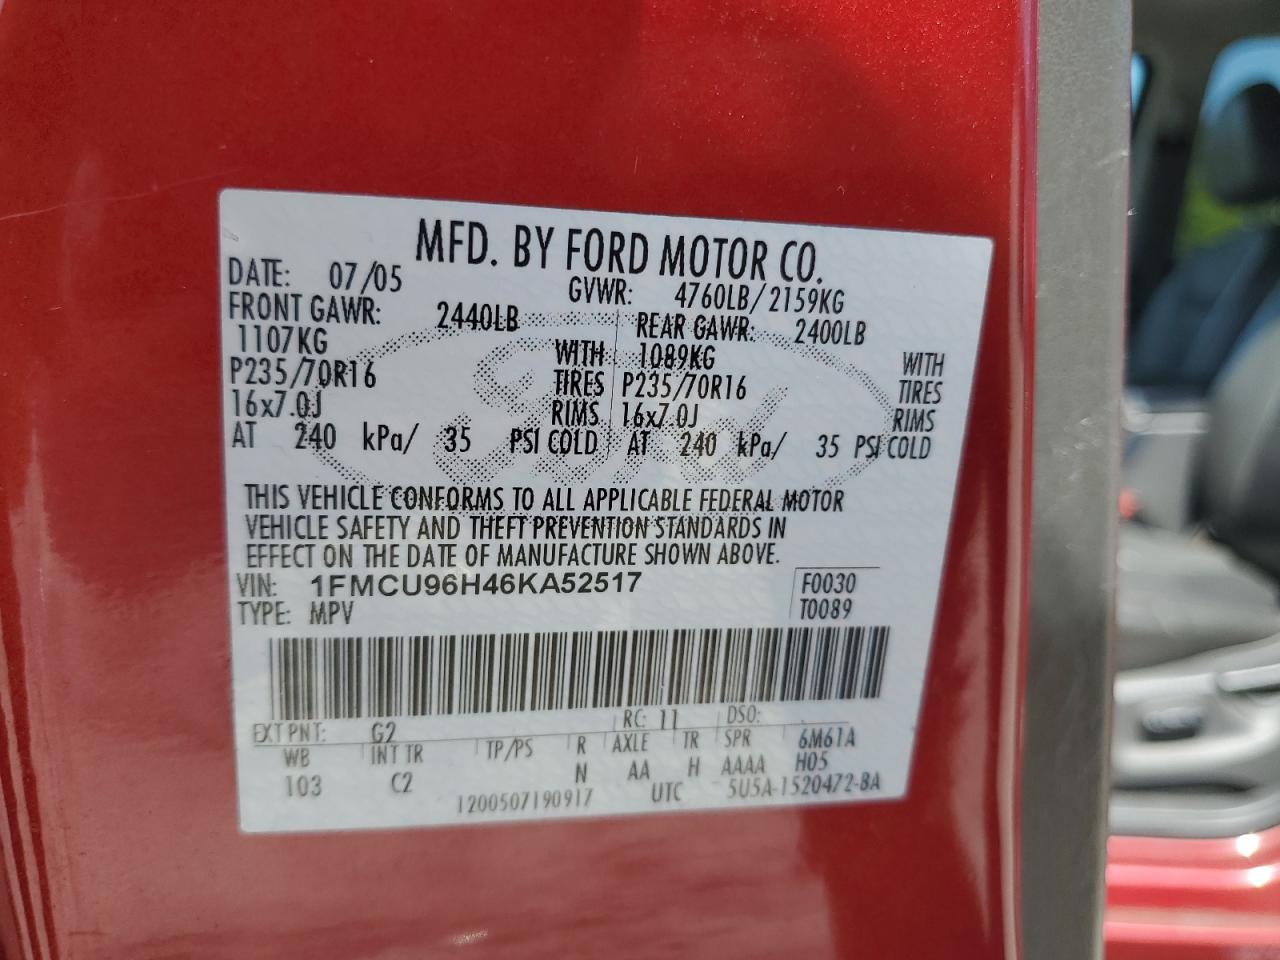 MFD. BY FORD MOTOR CO.
DATE: 07/05 GVWR: 4760LB/2159KG
FRONT GAWR: 2440LB REAR GAWR: 2400LB
1107KG WITH 1089KG WITH
P235/70R16 TIRES P235/70R16 TIRES
16x7.0J RIMS 16x7.0J RIMS
AT 240 kPa/ 35 PSI COLD AT 240 kPa/ 35 PSI COLD
THIS VEHICLE CONFORMS TO ALL APPLICABLE FEDERAL MOTOR
VEHICLE SAFETY AND THEFT PREVENTION STANDARDS IN
EFFECT ON THE DATE OF MANUFACTURE SHOWN ABOVE.
VIN: 1FMCU96H46KA52517 F0030
TYPE: MPV T0089
EXT PNT: G2 RC: 11 DSO:
WB INT TR TP/PS R AXLE TR SPR 6M61A
103 C2 N AA H AAAA H05
1200507190917 UTC 5U5A-1520472-BA